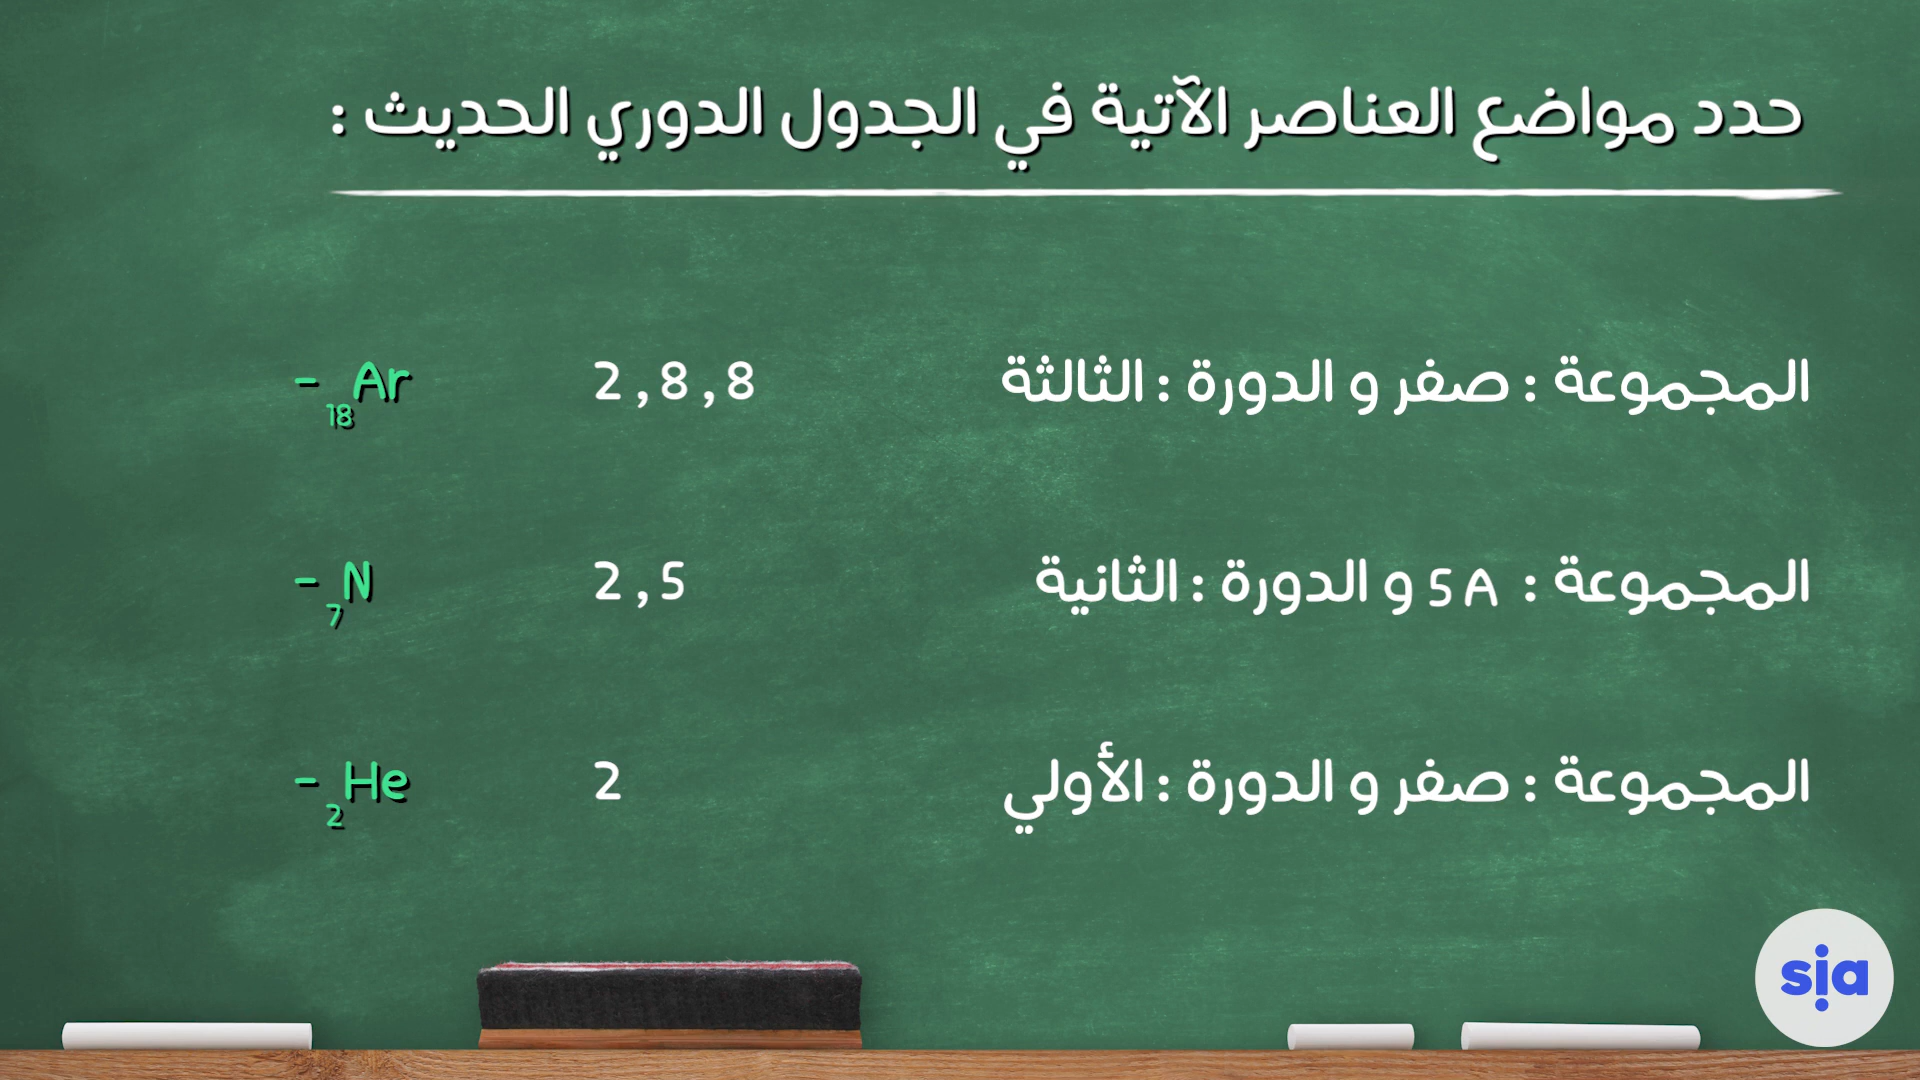 حدد مواضع العناصر الآتية في الجدول الدوري الحديث :
- 18Ar 2 , 8 , 8 المجموعة : صفر و الدورة : الثالثة
- 7N 2 , 5 المجموعة : 5A و الدورة : الثانية
- 2He 2 المجموعة : صفر و الدورة : الأولي
sia